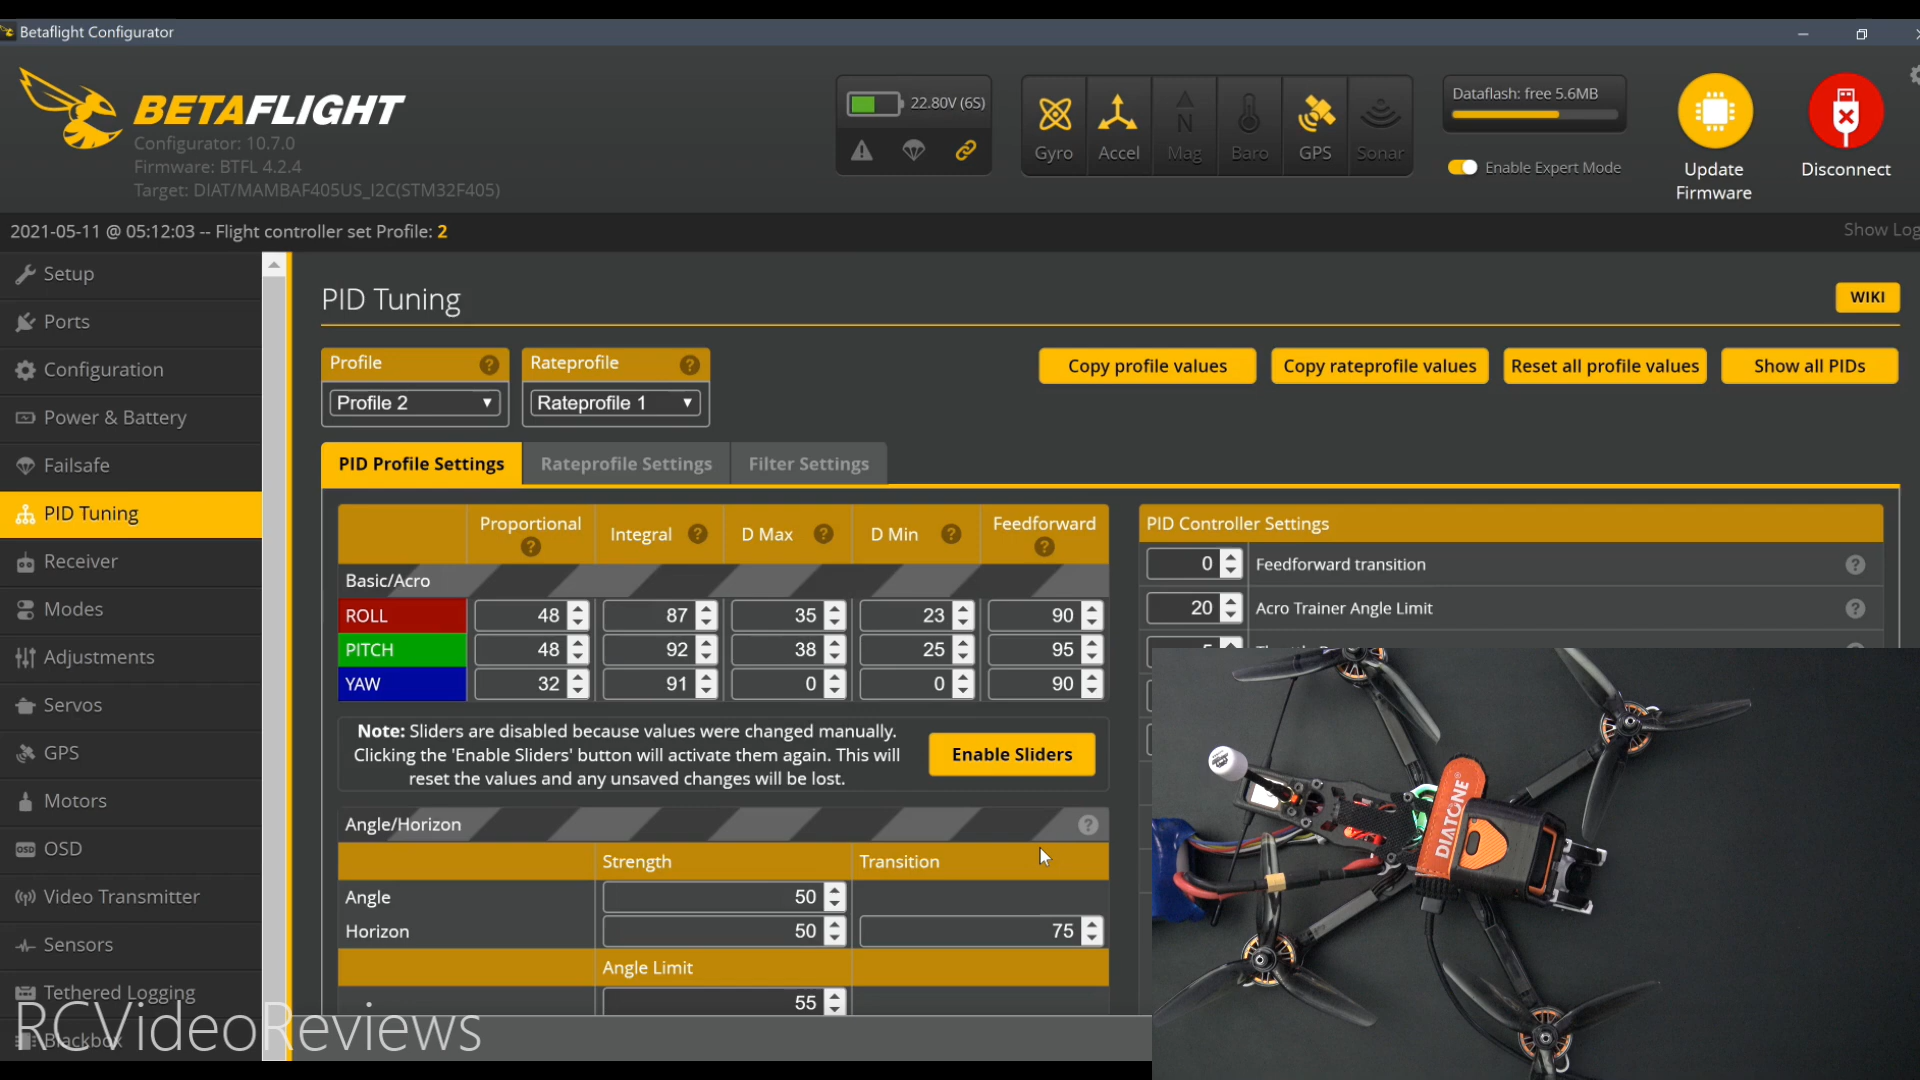 Betaflight Configurator
BETAFLIGHT
Configurator: 10.7.0
Firmware: BTFL 4.2.4
Target: DIAT/MAMBAF405US_I2C(STM32F405)
22.80V (6S)
Gyro
Accel
Mag
Baro
GPS
Sonar
Dataflash: free 5.6MB
Enable Expert Mode
Update
Firmware
Disconnect
2021-05-11 @ 05:12:03 -- Flight controller set Profile: 2
Show Log
Setup
Ports
Configuration
Power & Battery
Failsafe
PID Tuning
Receiver
Modes
Adjustments
Servos
GPS
Motors
OSD
OSD
Video Transmitter
Sensors
Tethered Logging
Blackbox
RCVideoReviews
PID Tuning
WIKI
Profile ?
Profile 2
Rateprofile ?
Rateprofile 1
Copy profile values
Copy rateprofile values
Reset all profile values
Show all PIDs
PID Profile Settings
Rateprofile Settings
Filter Settings
Proportional ? Integral ? D Max ? D Min ? Feedforward ?
Basic/Acro
ROLL 48 87 35 23 90
PITCH 48 92 38 25 95
YAW 32 91 0 0 90
Note: Sliders are disabled because values were changed manually.
Clicking the 'Enable Sliders' button will activate them again. This will
reset the values and any unsaved changes will be lost.
Enable Sliders
Angle/Horizon ?
Strength Transition
Angle 50
Horizon 50 75
Angle Limit
55
PID Controller Settings
0 Feedforward transition ?
20 Acro Trainer Angle Limit ?
DIATONE